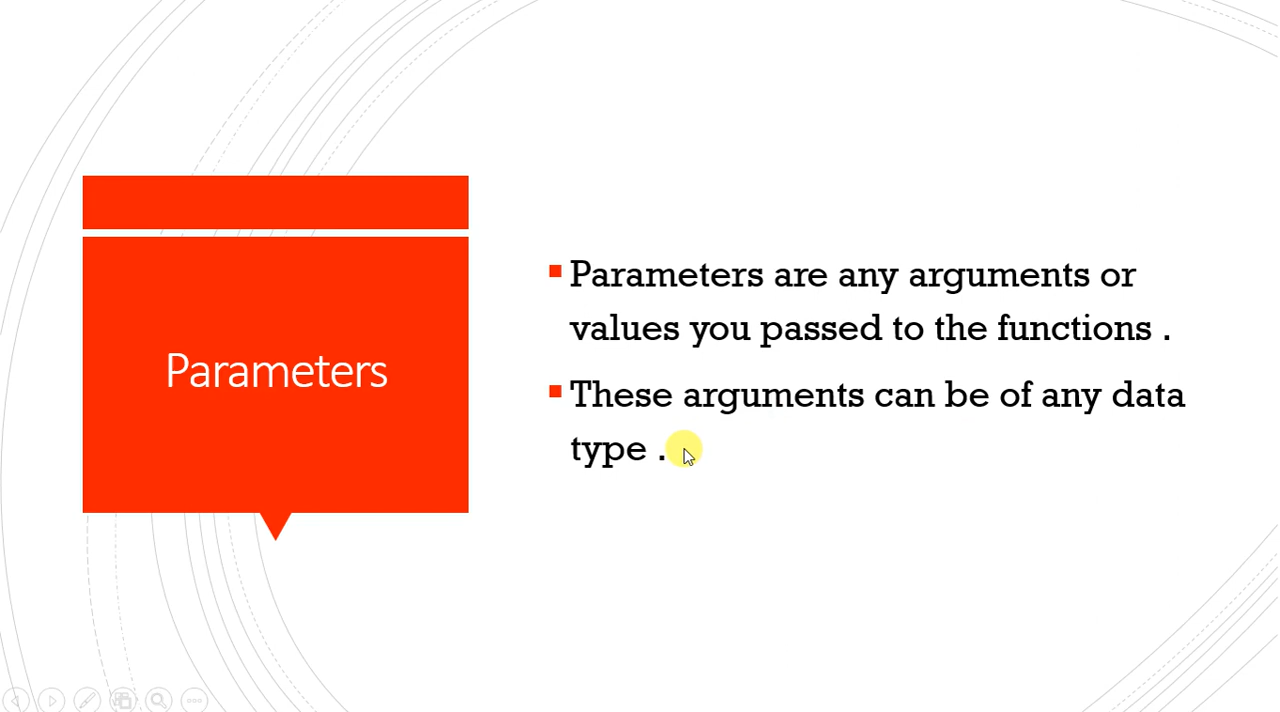 Parameters
Parameters are any arguments or
values you passed to the functions .
These arguments can be of any data
type .